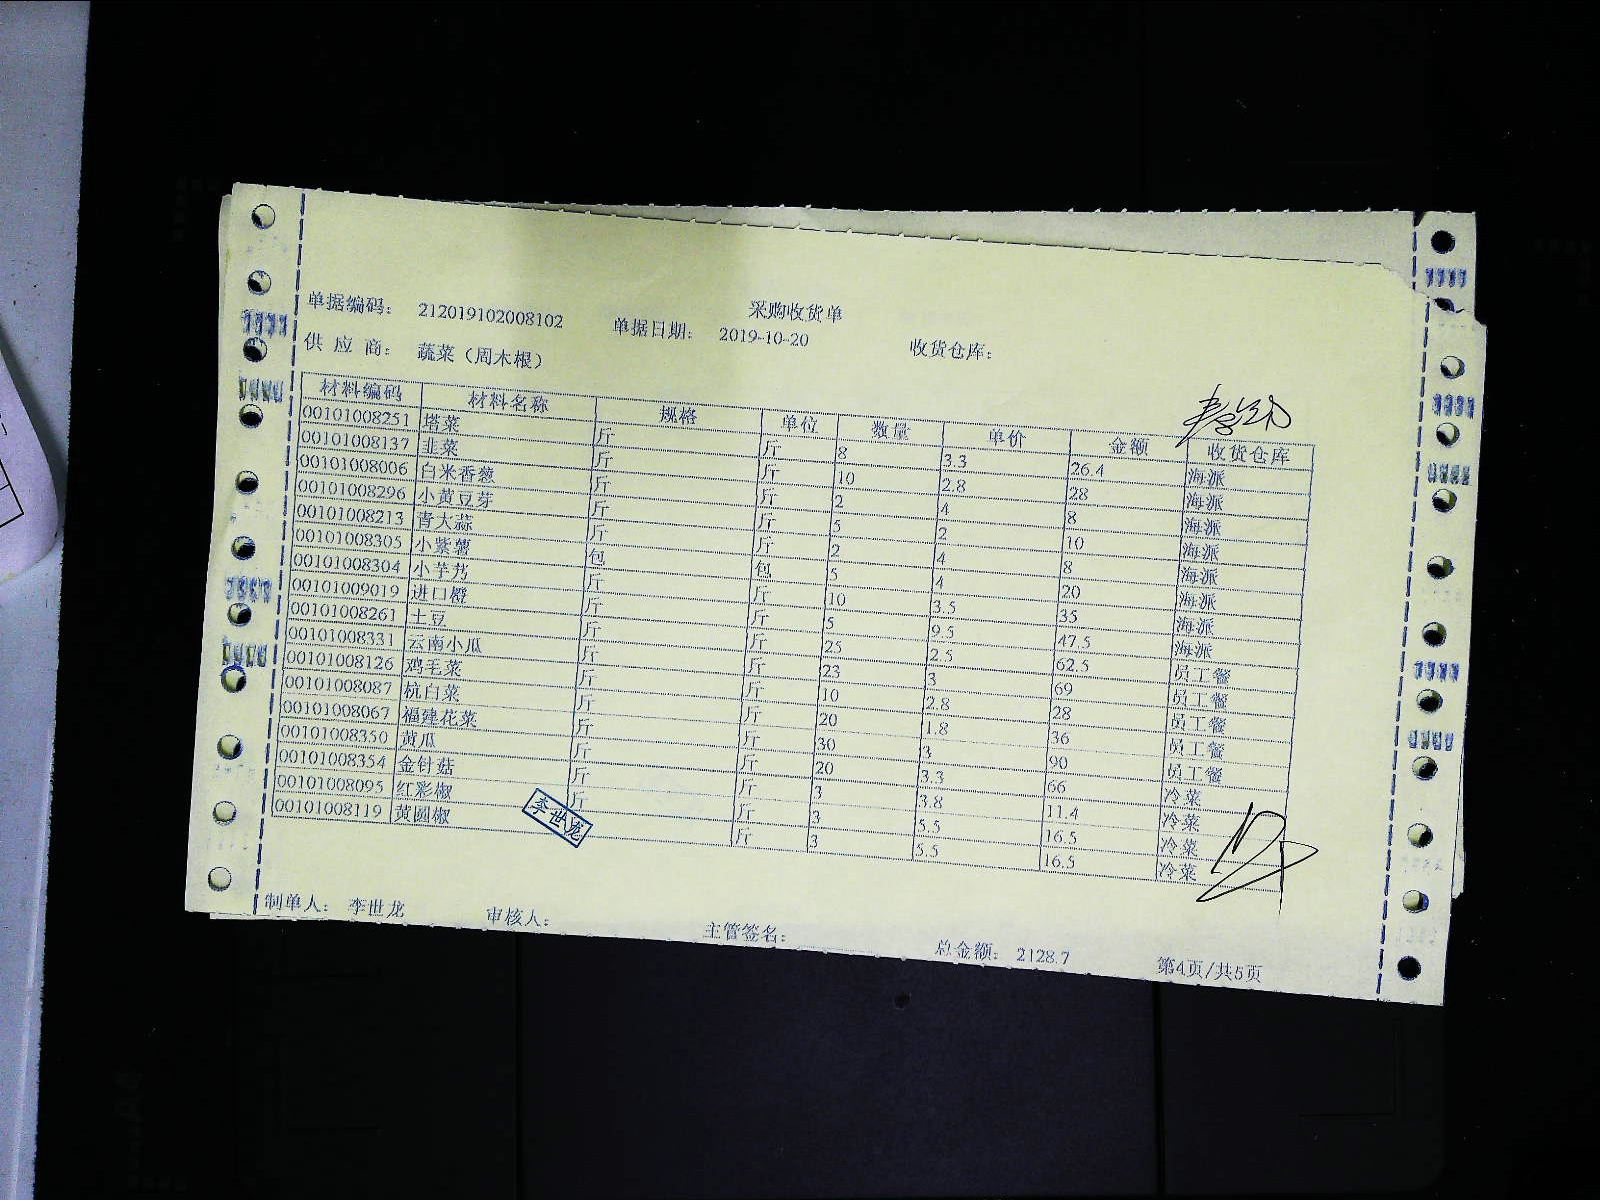 采购收货单
单据编码: 212019102008102 单据日期: 2019-10-20 收货仓库:
供 应 商: 蔬菜(周木根)
材料编码 材料名称 规格 单位 数量 单价 金额 收货仓库
00101008251 塔菜 斤 斤 8 3.3 26.4 海派
00101008137 韭菜 斤 斤 10 2.8 28 海派
00101008006 白米香葱 斤 斤 2 4 8 海派
00101008296 小黄豆芽 斤 斤 5 2 10 海派
00101008213 青大蒜 斤 斤 2 4 8 海派
00101008305 小紫薯 包 包 5 4 20 海派
00101008304 小芋艿 斤 斤 10 3.5 35 海派
00101009019 进口橙 斤 斤 5 9.5 47.5 海派
00101008261 土豆 斤 斤 25 2.5 62.5 员工餐
00101008331 云南小瓜 斤 斤 23 3 69 员工餐
00101008126 鸡毛菜 斤 斤 10 2.8 28 员工餐
00101008087 杭白菜 斤 斤 20 1.8 36 员工餐
00101008067 福建花菜 斤 斤 30 3 90 员工餐
00101008350 黄瓜 斤 斤 20 3.3 66 冷菜
00101008354 金针菇 斤 斤 3 3.8 11.4 冷菜
00101008095 红彩椒 斤 斤 3 5.5 16.5 冷菜
00101008119 黄圆椒 斤 3 5.5 16.5 冷菜
李世龙
制单人: 李世龙 审核人: 主管签名: 总金额: 2128.7 第4页/共5页